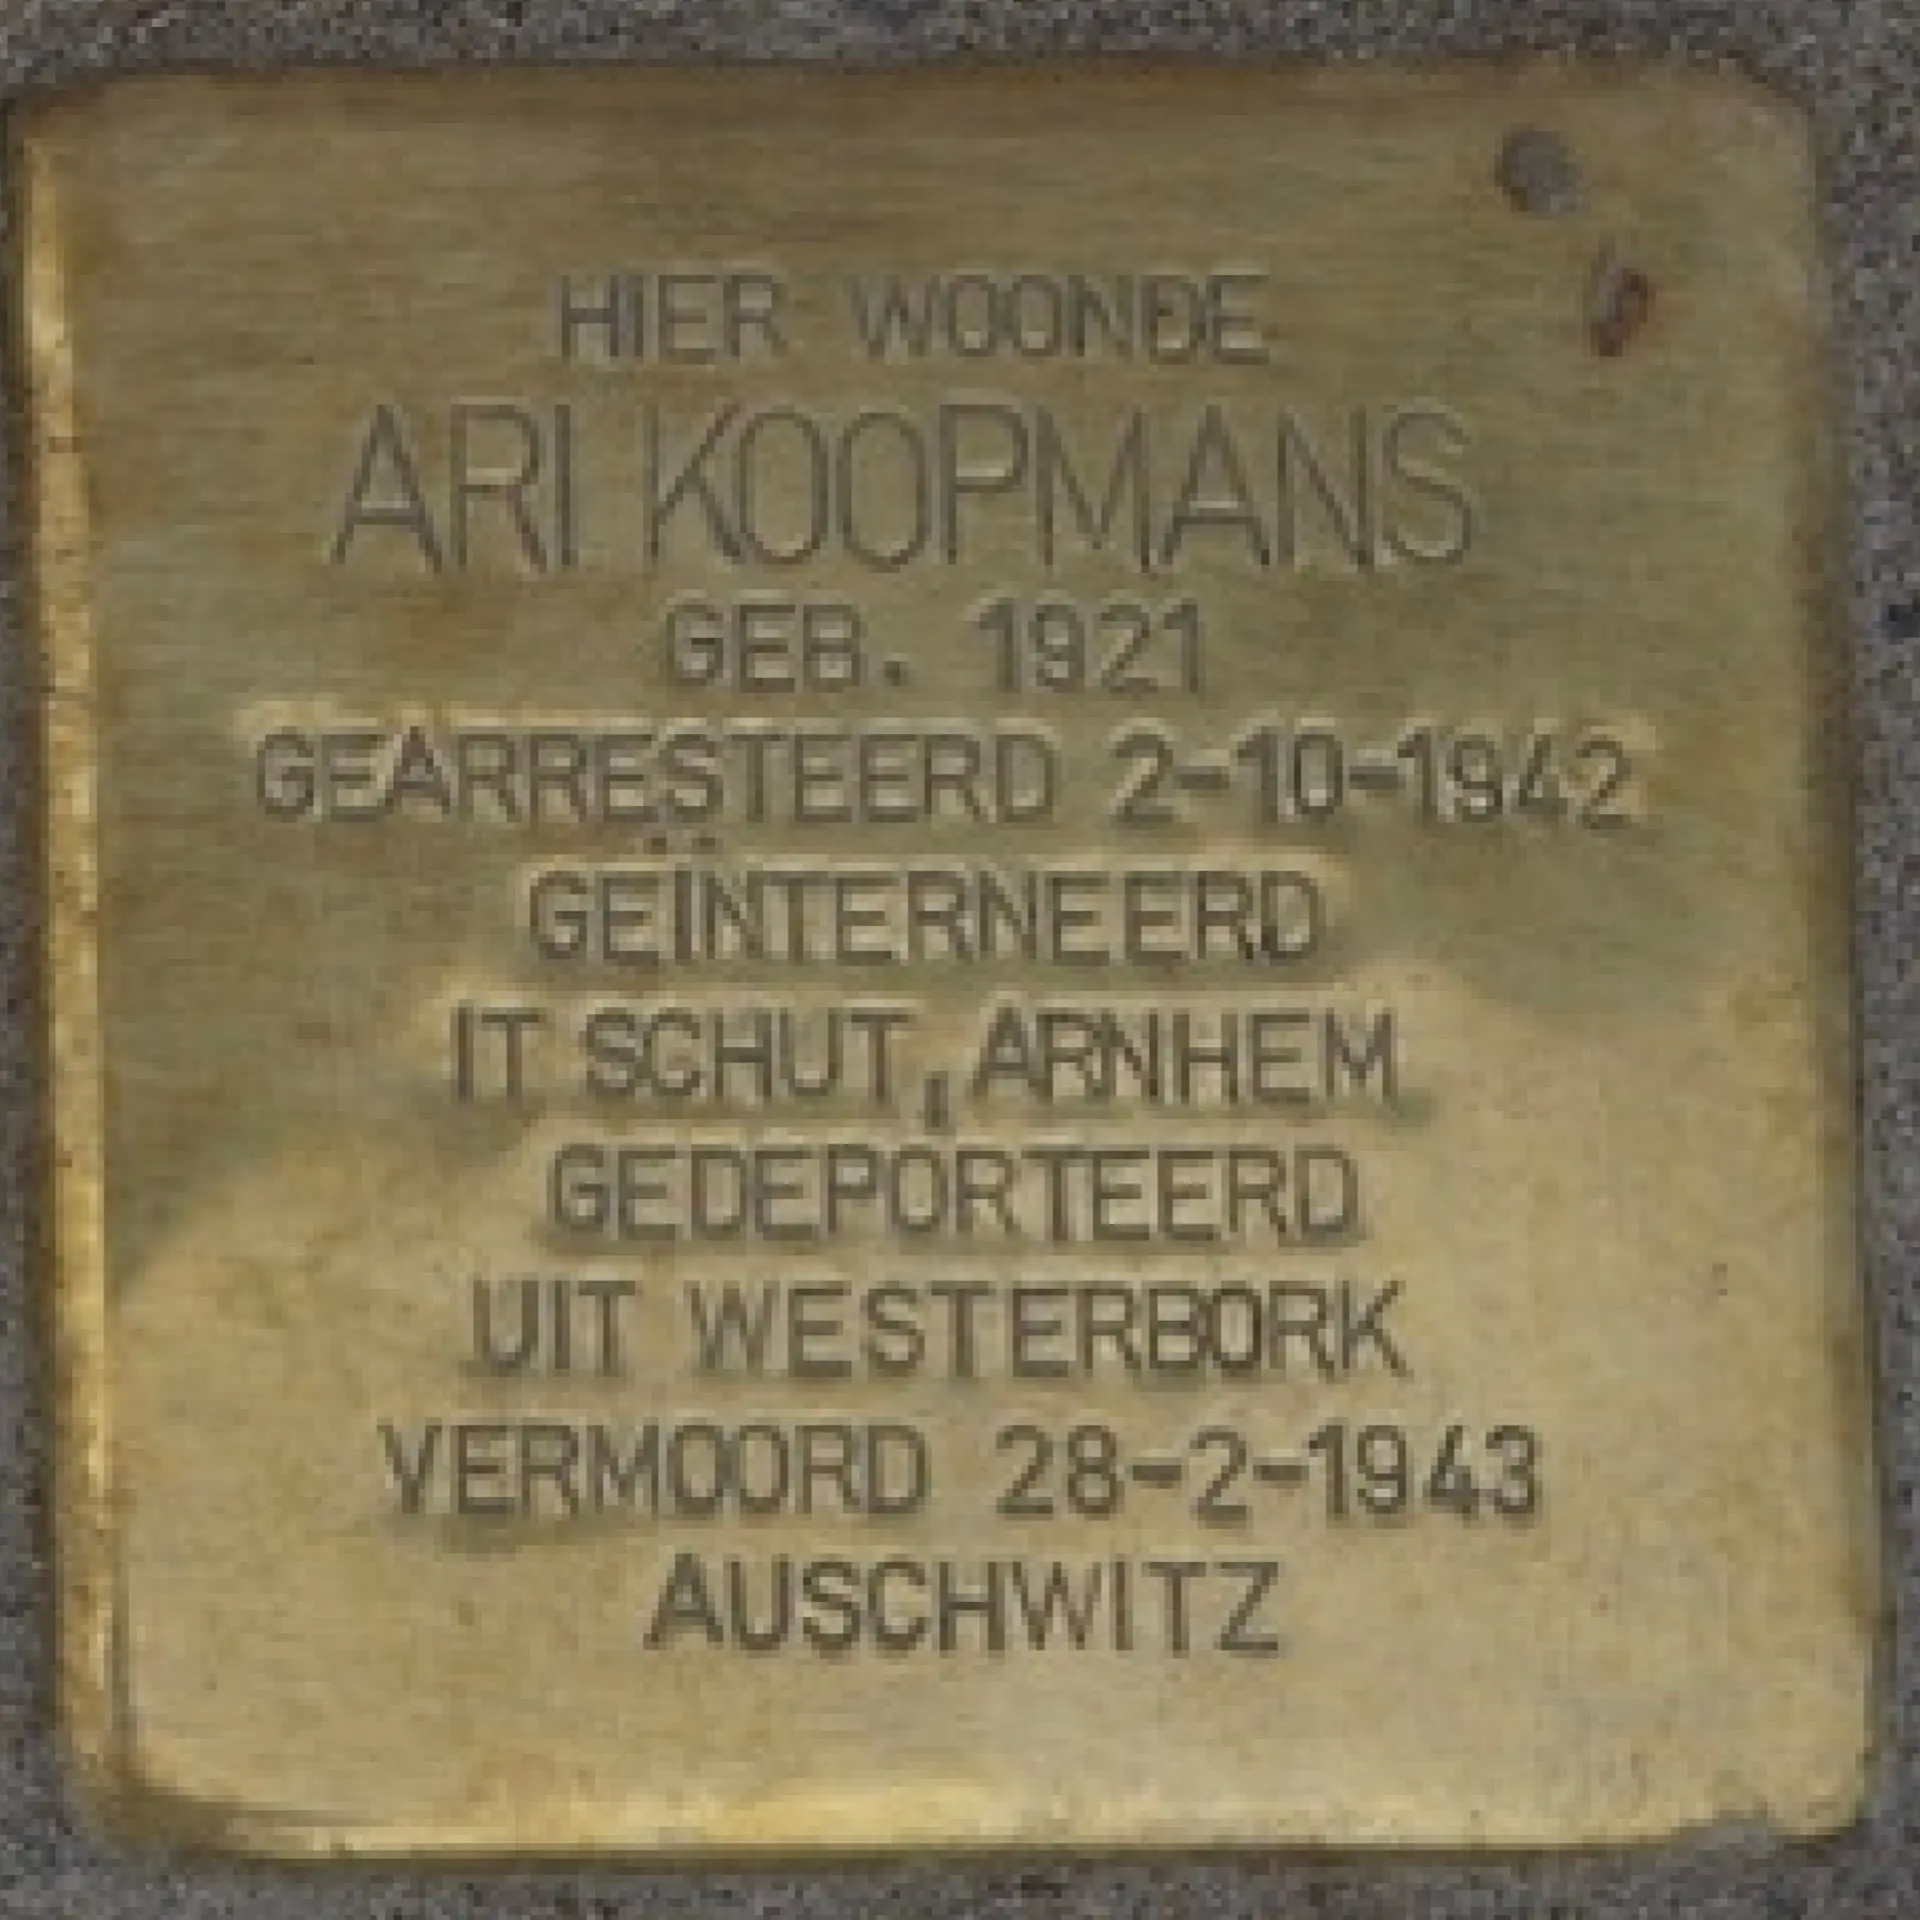 HIER WOONDE
ARI KOOPMANS
GEB. 1921
GEARRESTEERD 2-10-1942
GEÏNTERNEERD
IT SCHUT, ARNHEM
GEDEPORTEERD
UIT WESTERBORK
VERMOORD 28-2-1943
AUSCHWITZ